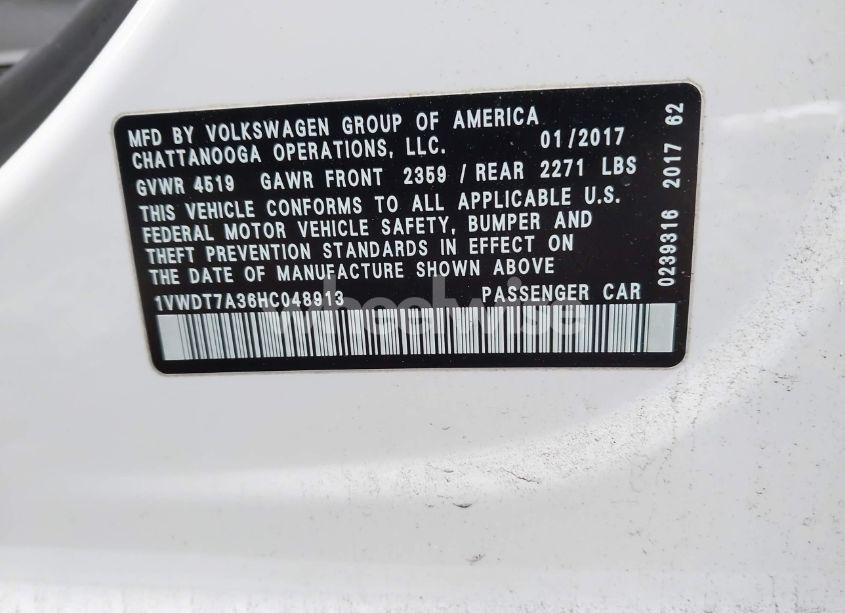 MFD BY VOLKSWAGEN GROUP OF AMERICA
CHATTANOOGA OPERATIONS, LLC. 01/2017
GVWR 4519 GAWR FRONT 2359 / REAR 2271 LBS
THIS VEHICLE CONFORMS TO ALL APPLICABLE U.S.
FEDERAL MOTOR VEHICLE SAFETY, BUMPER AND
THEFT PREVENTION STANDARDS IN EFFECT ON
THE DATE OF MANUFACTURE SHOWN ABOVE
1VWDT7A36HC048913 PASSENGER CAR
0239316 2017 62
wheelwise